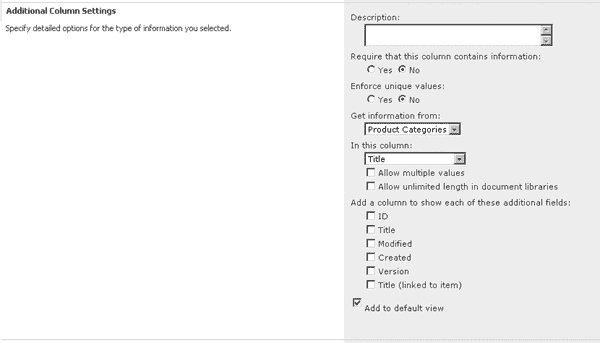 Additional Column Settings
Specify detailed options for the type of information you selected.
Description:
Require that this column contains information:
Yes No
Enforce unique values:
Yes No
Get information from:
Product Categories
In this column:
Title
Allow multiple values
Allow unlimited length in document libraries
Add a column to show each of these additional fields:
ID
Title
Modified
Created
Version
Title (linked to item)
Add to default view